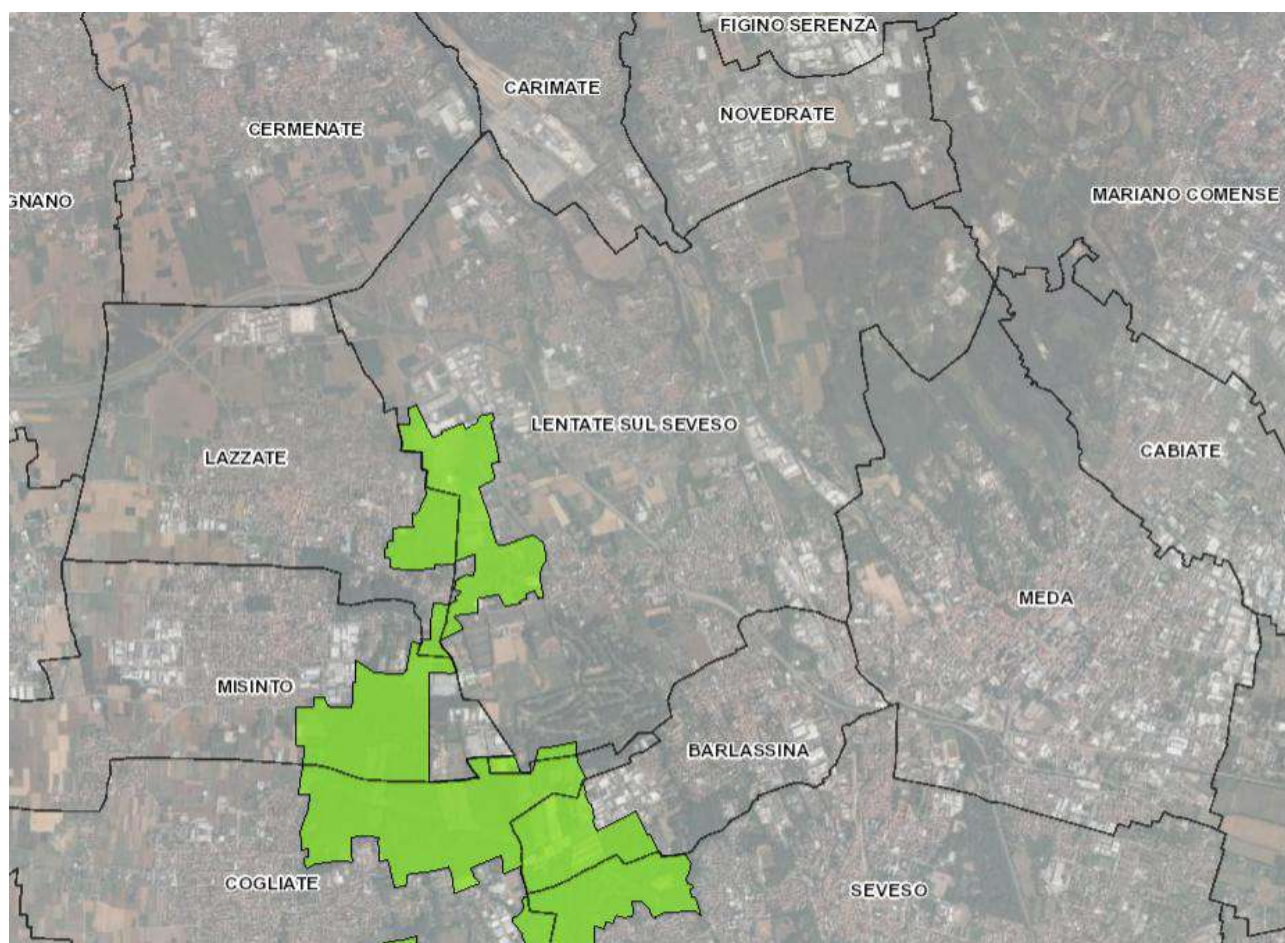 FIGINO SERENZA
CARIMATE
NOVEDRATE
CERMENATE
GNANO
MARIANO COMENSE
LENTATE SUL SEVESO
CABIATE
LAZZATE
MEDA
MISINTO
BARLASSINA
COGLIATE
SEVESO